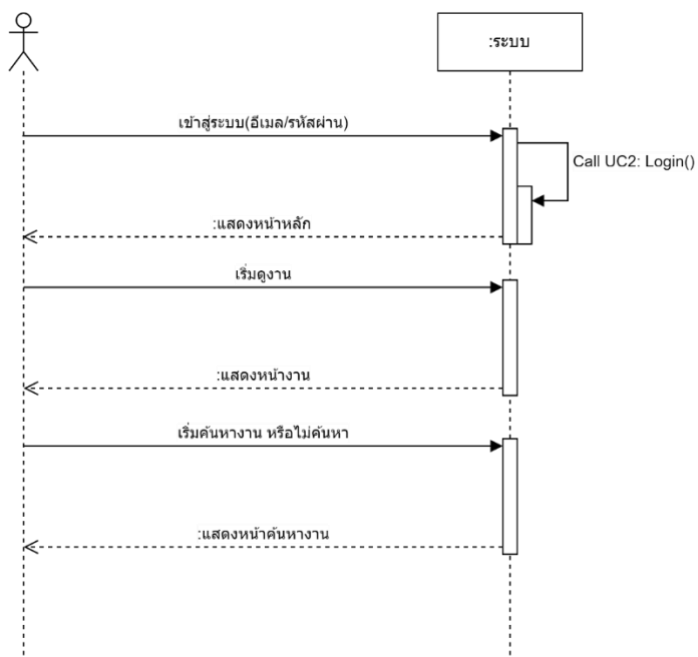 :ระบบ
เข้าสู่ระบบ(อีเมล/รหัสผ่าน)
Call UC2: Login()
:แสดงหน้าหลัก
เริ่มดูงาน
:แสดงหน้างาน
เริ่มค้นหางาน หรือไม่ค้นหา
:แสดงหน้าค้นหางาน